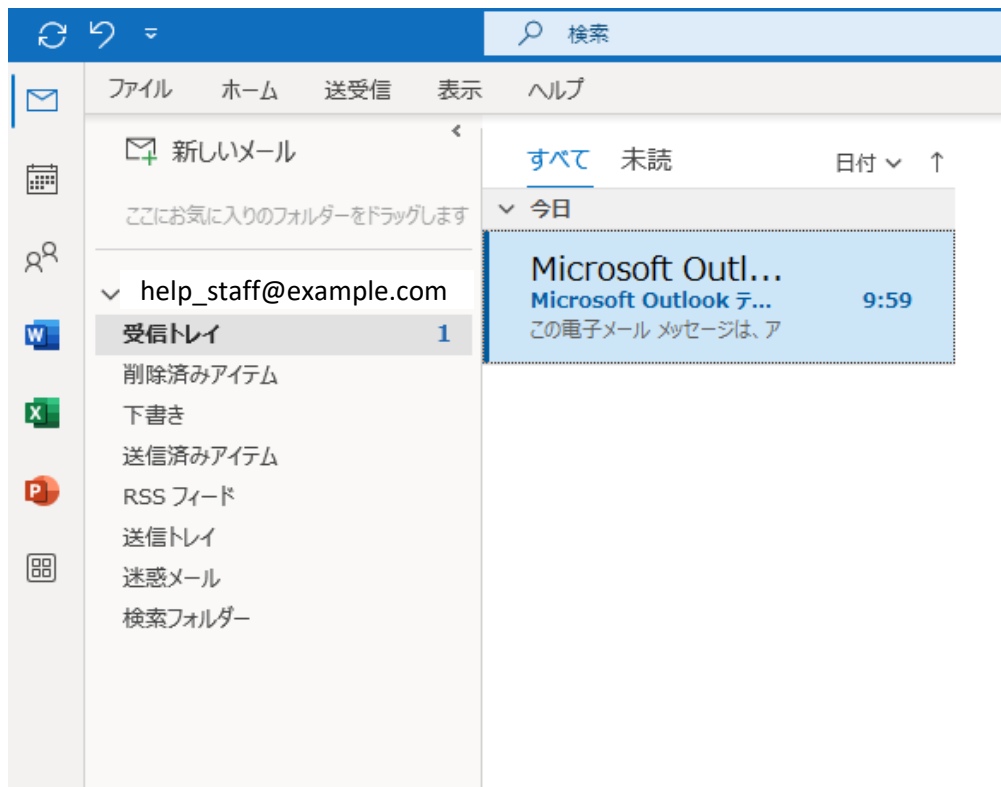 検索
ファイル ホーム 送受信 表示 ヘルプ
新しいメール
ここにお気に入りのフォルダーをドラッグします
help_staff@example.com
受信トレイ 1
削除済みアイテム
下書き
送信済みアイテム
RSS フィード
送信トレイ
迷惑メール
検索フォルダー
すべて 未読 日付 ↑
今日
Microsoft Outl...
Microsoft Outlook テ... 9:59
この電子メール メッセージは、ア
W
X
P